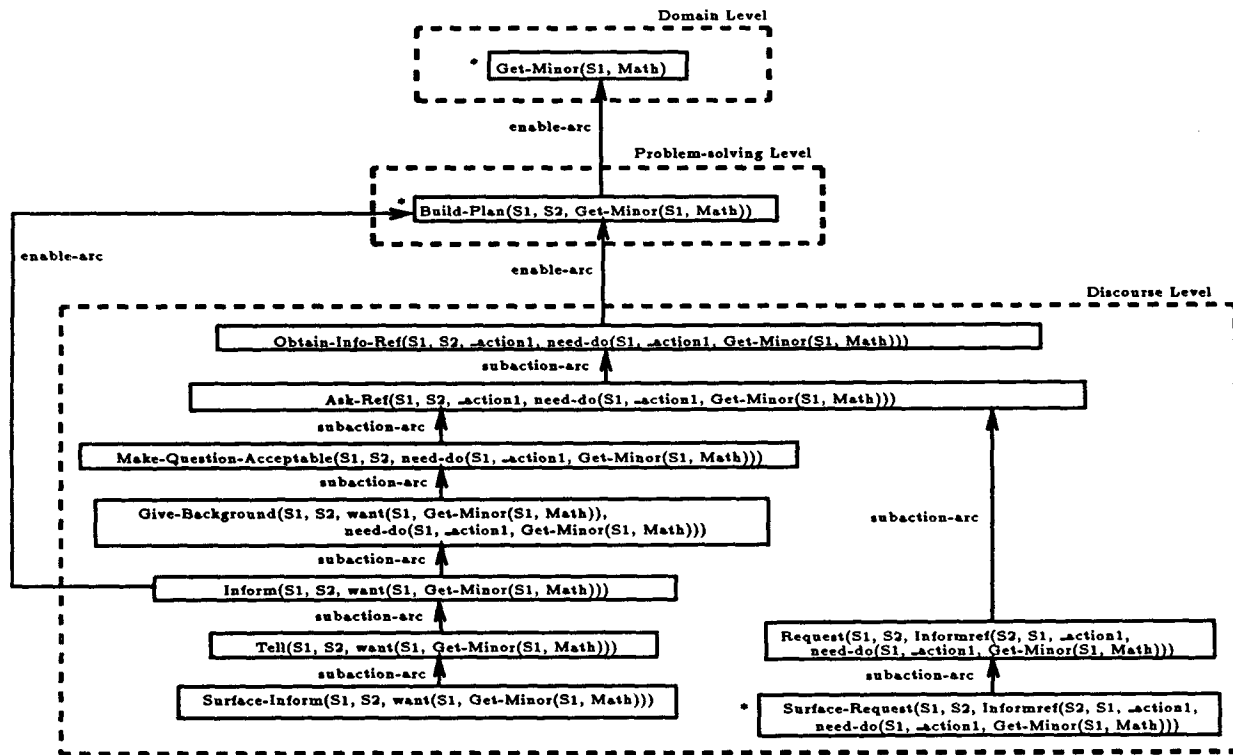 Domain Level
* Get-Minor(S1, Math)
enable-arc
Problem-solving Level
* Build-Plan(S1, S2, Get-Minor(S1, Math))
enable-arc
enable-arc
Discourse Level
Obtain-Info-Ref(S1, S2, _action1, need-do(S1, _action1, Get-Minor(S1, Math)))
subaction-arc
Ask-Ref(S1, S2, _action1, need-do(S1, _action1, Get-Minor(S1, Math)))
subaction-arc
Make-Question-Acceptable(S1, S2, need-do(S1, _action1, Get-Minor(S1, Math)))
subaction-arc
Give-Background(S1, S2, want(S1, Get-Minor(S1, Math)),
need-do(S1, _action1, Get-Minor(S1, Math)))
subaction-arc
subaction-arc
Inform(S1, S2, want(S1, Get-Minor(S1, Math)))
subaction-arc
Tell(S1, S2, want(S1, Get-Minor(S1, Math)))
subaction-arc
Surface-Inform(S1, S2, want(S1, Get-Minor(S1, Math)))
Request(S1, S2, Informref(S2, S1, _action1,
need-do(S1, _action1, Get-Minor(S1, Math)))
subaction-arc
* Surface-Request(S1, S2, Informref(S2, S1, _action1,
need-do(S1, _action1, Get-Minor(S1, Math)))